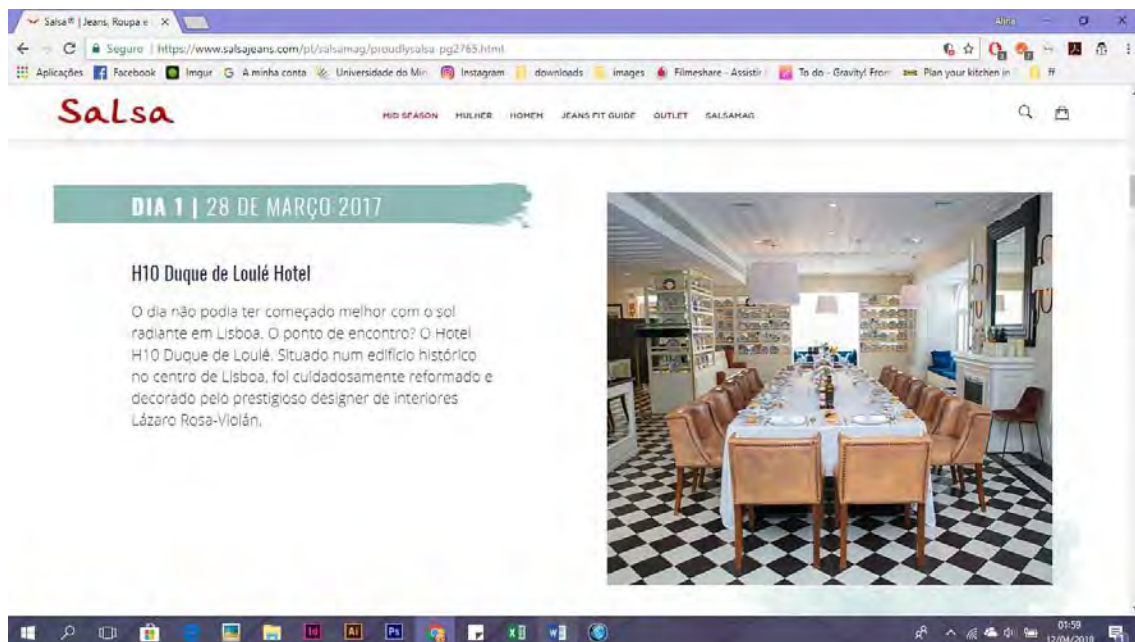 Salsa® | Jeans, Roupa e
Alina
Seguro | https://www.salsajeans.com/pt/salsamag/proudlysalsa-pg2765.html
Aplicações Facebook Imgur A minha conta Universidade do Min Instagram downloads images Filmeshare - Assistir To do - Gravity! From Plan your kitchen in ff
Salsa
MID SEASON MULHER HOMEM JEANS FIT GUIDE OUTLET SALSAMAG
DIA 1 | 28 DE MARÇO 2017
H10 Duque de Loulé Hotel
O dia não podia ter começado melhor com o sol
radiante em Lisboa. O ponto de encontro? O Hotel
H10 Duque de Loulé. Situado num edifício histórico
no centro de Lisboa, foi cuidadosamente reformado e
decorado pelo prestigioso designer de interiores
Lázaro Rosa-Violán.
Id Ai Ps
01:59
12/04/2018